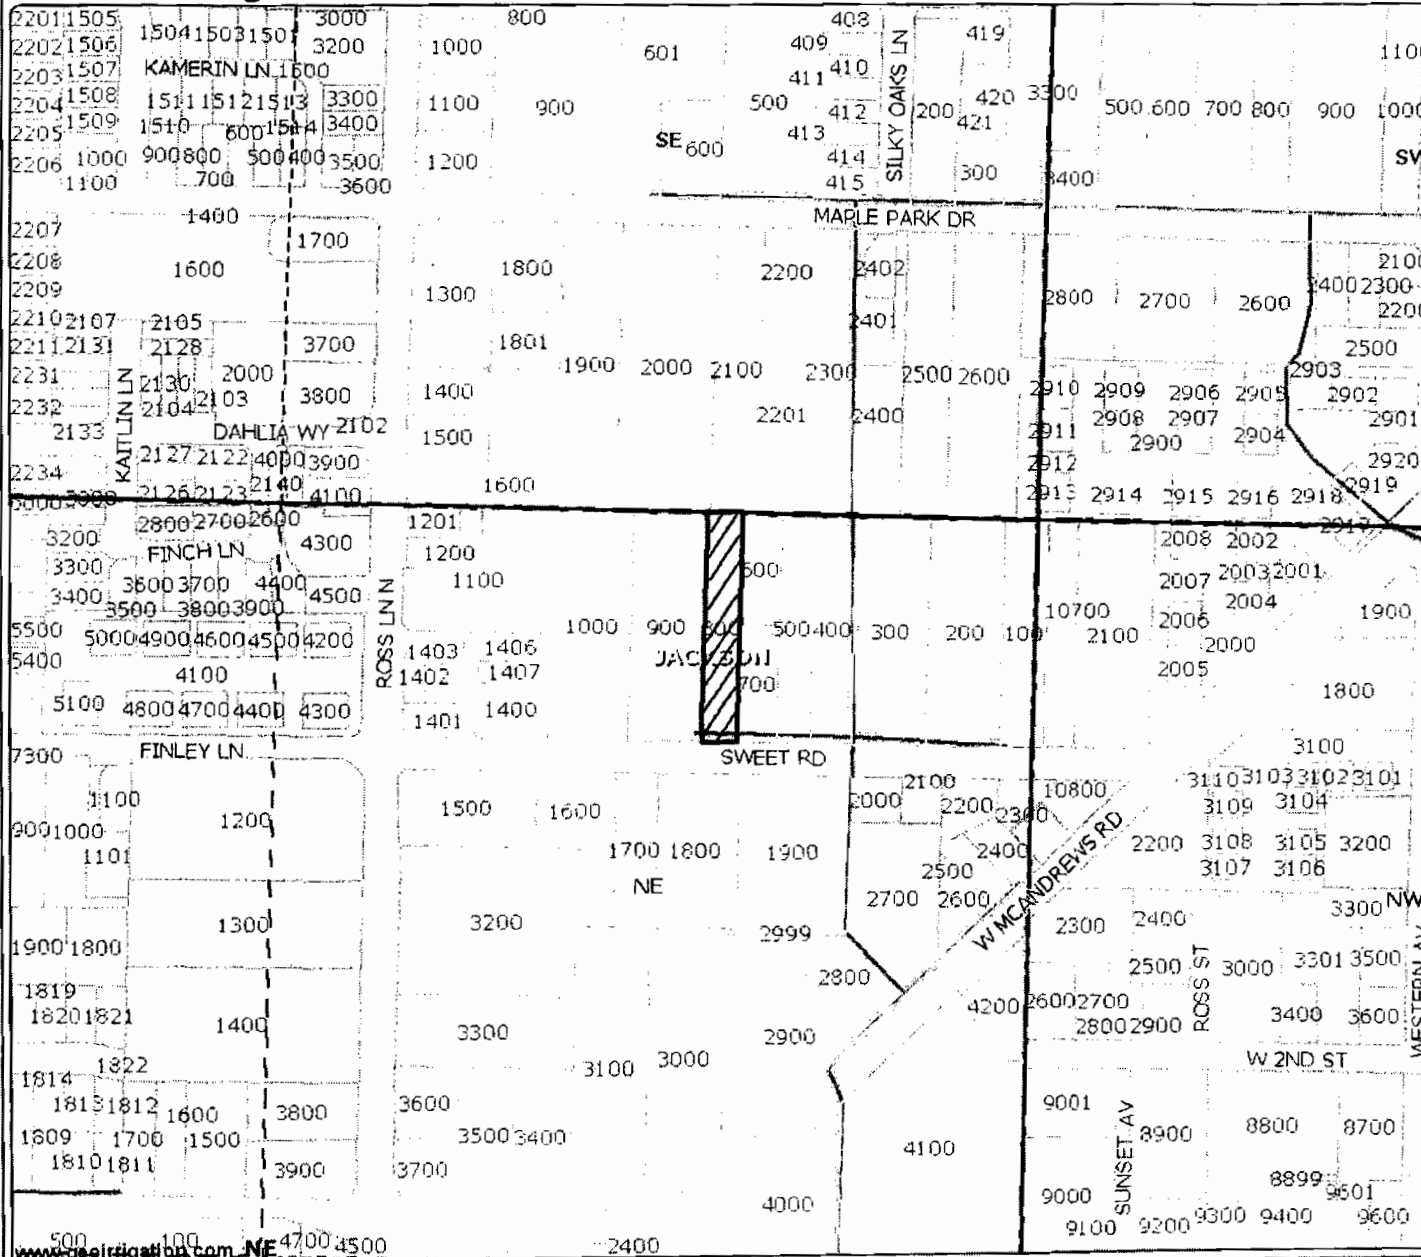 2201 1505 1504 1503 1501 3000 800 408 419
2202 1506 3200 1000 601 409 410 SILKY OAKS LN 1100
2203 1507 KAMERIN LN 1600 411
2204 1508 1511 1512 1513 3300 1100 900 500 412 200 420 3300 500 600 700 800 900 1000
2205 1509 1510 600 1514 3400 413 421
2206 1000 900 800 500 400 3500 1200 SE 600 414 300 3400
1100 700 3600 415
1400 MAPLE PARK DR
2207 1700
2208 1600 1800 2200 2402 2100
2209 1300 2800 2700 2600 2300
2210 2107 2105 2401 2200
2211 2131 2128 3700 1801 2500
2231 KAITLIN LN 2130 2000 1900 2000 2100 2300 2500 2600 2903
2232 2104 2103 3800 1400 2201 2400 2910 2909 2906 2905 2902
2133 DAHLIA WY 2102 1500 2911 2908 2907 2904 2901
2900
2234 2127 2122 4000 3900 2912 2920
2126 2123 2140 4100 1600 2913 2914 2915 2916 2918 2919
3200 2800 2700 2600 4300 1201 2008 2002
3300 FINCH LN 1200
3400 3600 3700 4400 4500 ROSS LN N 1100 2007 2003 2001
3500 3800 3900 10700 2004 1900
5500 5000 4900 4600 4500 4200 1000 900 500 400 300 200 100 2100 2006 2000
5400 4100 1403 1406 JACKSON 2005
1402 1407 700 1800
5100 4800 4700 4400 4300 1401 1400
7300 FINLEY LN SWEET RD 3100
1100 1500 1600 2000 2100 2200 10800 3110 3103 3102 3101
900 1000 1200 2300 3109 3104
1101 1700 1800 1900 2400 W MCANDREWS RD 2200 3108 3105 3200
NE 2500 3107 3106
2700 2600 NW
1900 1800 1300 3200 2999 2300 2400 3300
2800 2500 ROSS ST 3000 3301 3500 WESTERN AV
1819
1820 1821 1400 3300 2900 4200 2600 2700 3400 3600
2800 2900
1814 1322 3100 3000 W 2ND ST
1813 1812 1600 3800 3600 9001 SUNSET AV
1809 1700 1500 3500 3400 4100 8900 8800 8700
1810 1811 3900 3700 8899
4000 9000 9601
9100 9200 9300 9400 9600
500 100 4700 4500 2400
www.geoirrigation.com NE